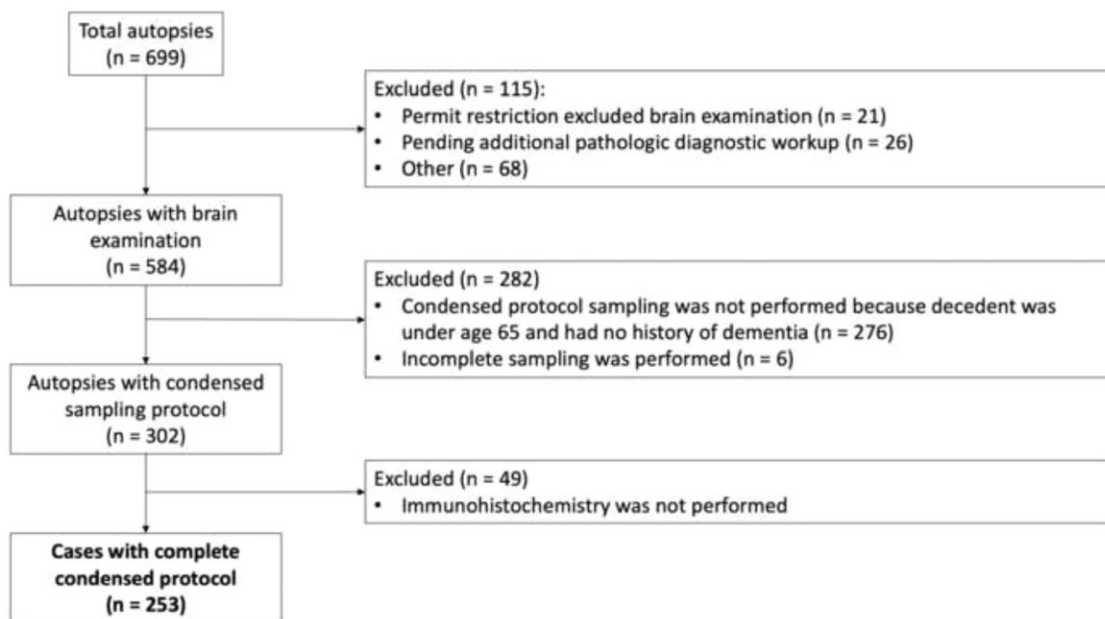 Total autopsies
(n = 699)
Excluded (n = 115):
• Permit restriction excluded brain examination (n = 21)
• Pending additional pathologic diagnostic workup (n = 26)
• Other (n = 68)
Autopsies with brain
examination
(n = 584)
Excluded (n = 282)
• Condensed protocol sampling was not performed because decedent was
under age 65 and had no history of dementia (n = 276)
• Incomplete sampling was performed (n = 6)
Autopsies with condensed
sampling protocol
(n = 302)
Excluded (n = 49)
• Immunohistochemistry was not performed
Cases with complete
condensed protocol
(n = 253)